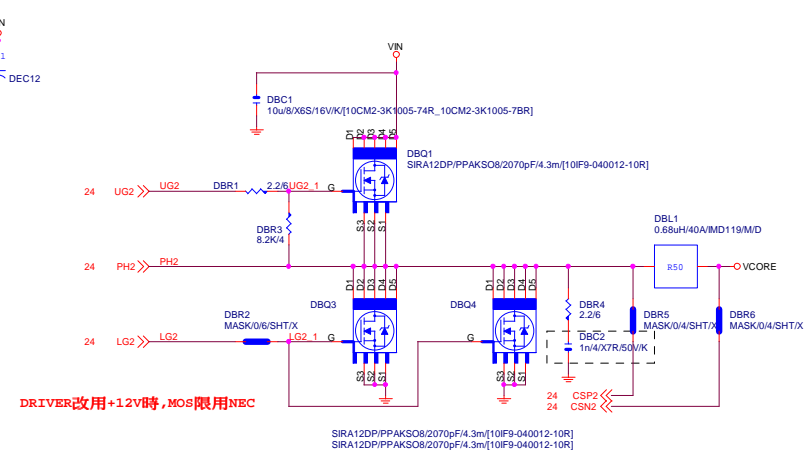 N
1
DEC12
VIN
DBC1
10u/8/X6S/16V/K/[10CM2-3K1005-74R_10CM2-3K1005-7BR]
D1
D2
D3
D4
D5
DBQ1
SIRA12DP/PPAKSO8/2070pF/4.3m/[10IF9-040012-10R]
24 UG2 UG2 DBR1 2.2/6 UG2_1 G
S3
S2
S1
DBR3
8.2K/4
DBL1
0.68uH/40A/IMD119/M/D
24 PH2 PH2
R50
VCORE
D1
D2
D3
D4
D5
D1
D2
D3
D4
D5
DBR2
MASK/0/6/SHT/X
DBQ3
DBQ4
DBR4
2.2/6
DBR5
MASK/0/4/SHT/X
DBR6
MASK/0/4/SHT/X
24 LG2 LG2 LG2_1 G
G
DBC2
1n/4/X7R/50V/K
S3
S2
S1
S3
S2
S1
24 CSP2
24 CSN2
DRIVER改用+12V時,MOS限用NEC
SIRA12DP/PPAKSO8/2070pF/4.3m/[10IF9-040012-10R]
SIRA12DP/PPAKSO8/2070pF/4.3m/[10IF9-040012-10R]